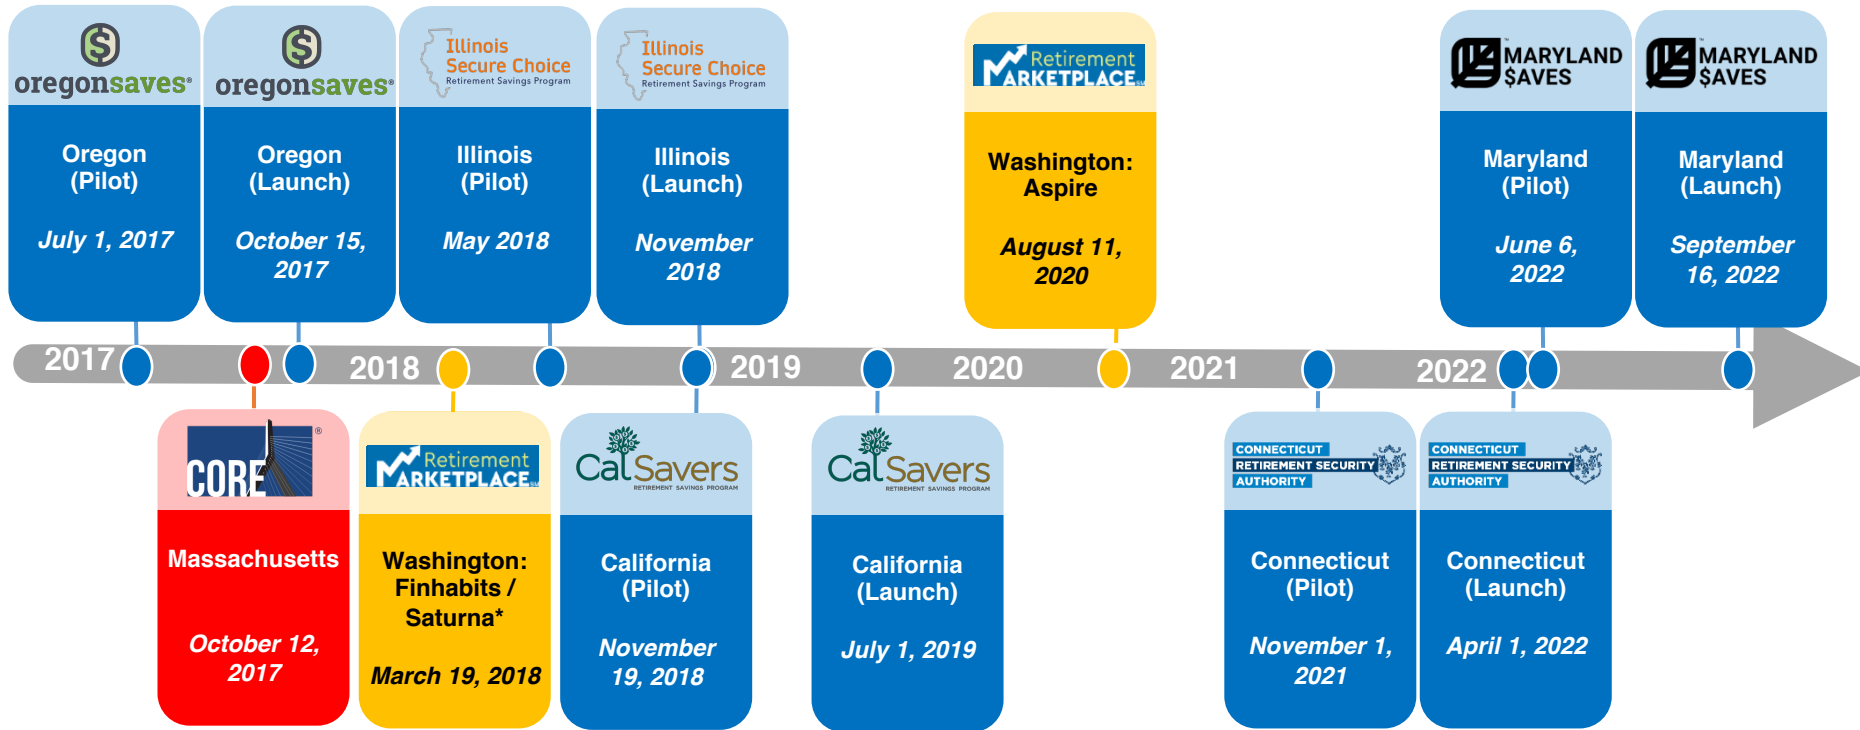 oregonsaves®
Oregon
(Pilot)
July 1, 2017
oregonsaves®
Oregon
(Launch)
October 15,
2017
Illinois
Secure Choice
Retirement Savings Program
Illinois
(Pilot)
May 2018
Illinois
Secure Choice
Retirement Savings Program
Illinois
(Launch)
November
2018
Retirement
MARKETPLACE SM
Washington:
Aspire
August 11,
2020
MARYLAND
$AVES ™
Maryland
(Pilot)
June 6,
2022
MARYLAND
$AVES ™
Maryland
(Launch)
September
16, 2022
2017
2018
2019
2020
2021
2022
CORE ®
Massachusetts
October 12,
2017
Retirement
MARKETPLACE SM
Washington:
Finhabits /
Saturna*
March 19, 2018
CalSavers
RETIREMENT SAVINGS PROGRAM
California
(Pilot)
November
19, 2018
CalSavers
RETIREMENT SAVINGS PROGRAM
California
(Launch)
July 1, 2019
CONNECTICUT
RETIREMENT SECURITY
AUTHORITY
Connecticut
(Pilot)
November 1,
2021
CONNECTICUT
RETIREMENT SECURITY
AUTHORITY
Connecticut
(Launch)
April 1, 2022